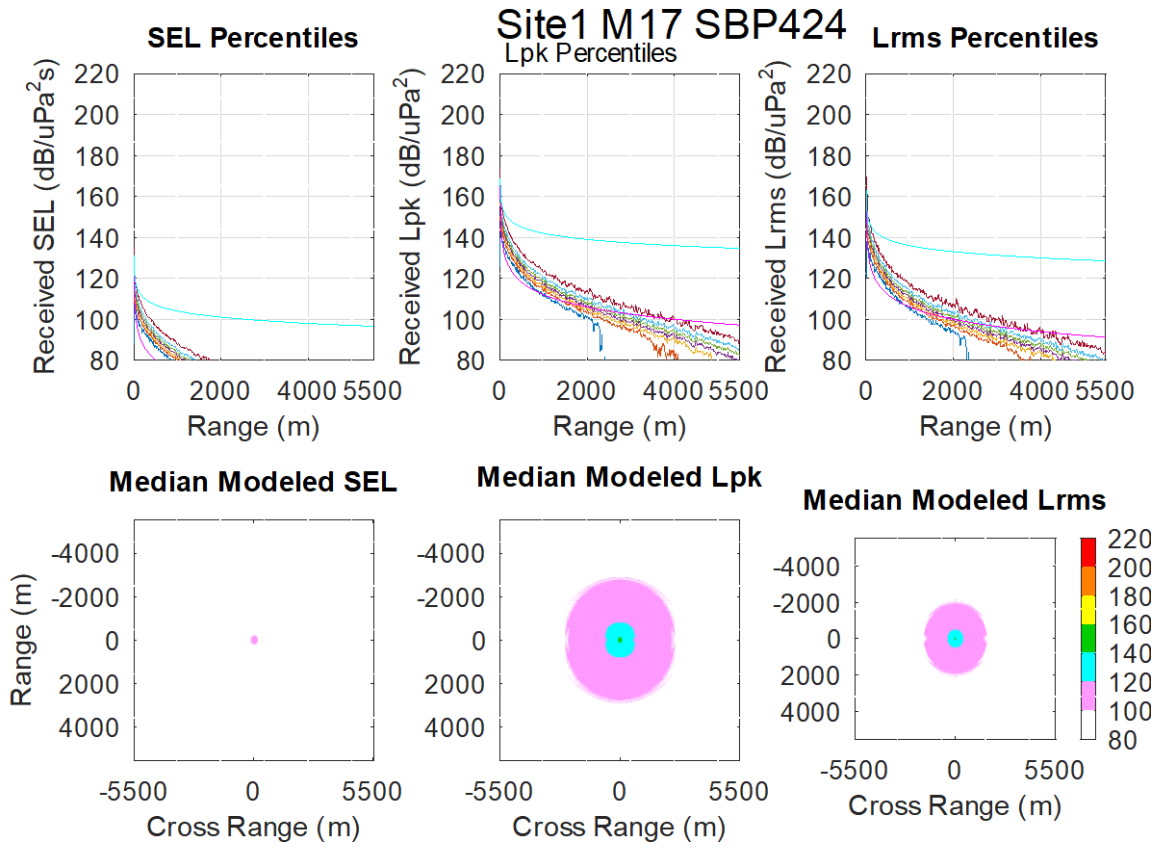 Site1 M17 SBP424
SEL Percentiles
Lpk Percentiles
Lrms Percentiles
Received SEL (dB/uPa²s)
220
200
180
160
140
120
100
80
0 2000 4000 5500
Range (m)
Received Lpk (dB/uPa²)
220
200
180
160
140
120
100
80
0 2000 4000 5500
Range (m)
Received Lrms (dB/uPa²)
220
200
180
160
140
120
100
80
0 2000 4000 5500
Range (m)
Median Modeled SEL
Range (m)
-4000
-2000
0
2000
4000
-5500 0 5500
Cross Range (m)
Median Modeled Lpk
-4000
-2000
0
2000
4000
-5500 0 5500
Cross Range (m)
Median Modeled Lrms
-4000
-2000
0
2000
4000
-5500 0 5500
Cross Range (m)
220
200
180
160
140
120
100
80